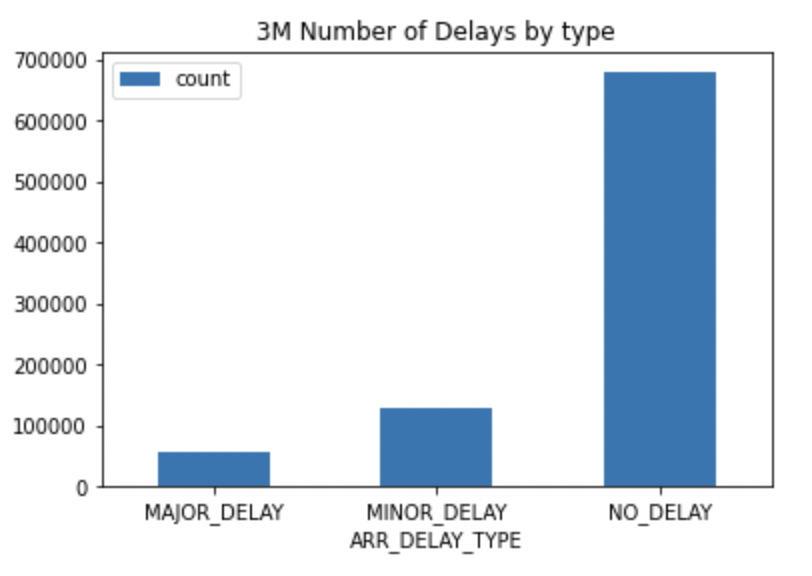 3M Number of Delays by type
700000
count
600000
500000
400000
300000
200000
100000
0
MAJOR_DELAY MINOR_DELAY NO_DELAY
ARR_DELAY_TYPE